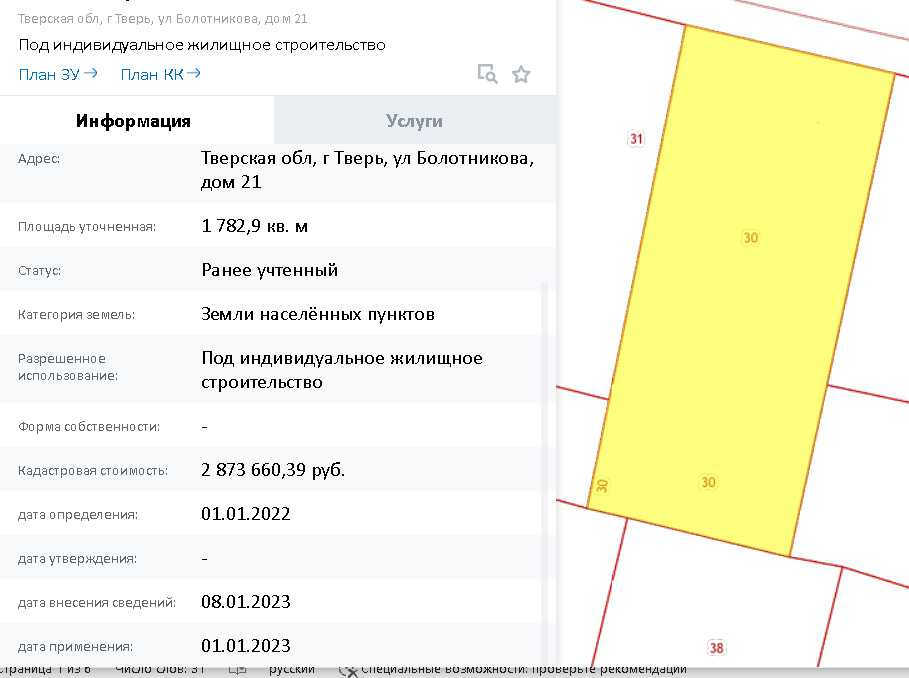 Тверская обл, г Тверь, ул Болотникова, дом 21
Под индивидуальное жилищное строительство
План ЗУ → План КК →
Информация Услуги
Адрес: Тверская обл, г Тверь, ул Болотникова,
дом 21
Площадь уточненная: 1 782,9 кв. м
Статус: Ранее учтенный
Категория земель: Земли населённых пунктов
Разрешенное
использование: Под индивидуальное жилищное
строительство
Форма собственности: -
Кадастровая стоимость: 2 873 660,39 руб.
дата определения: 01.01.2022
дата утверждения: -
дата внесения сведений: 08.01.2023
дата применения: 01.01.2023
31
30
30
30
38
Страница 1 из 6 Число слов: 31 русский Специальные возможности: проверьте рекомендации